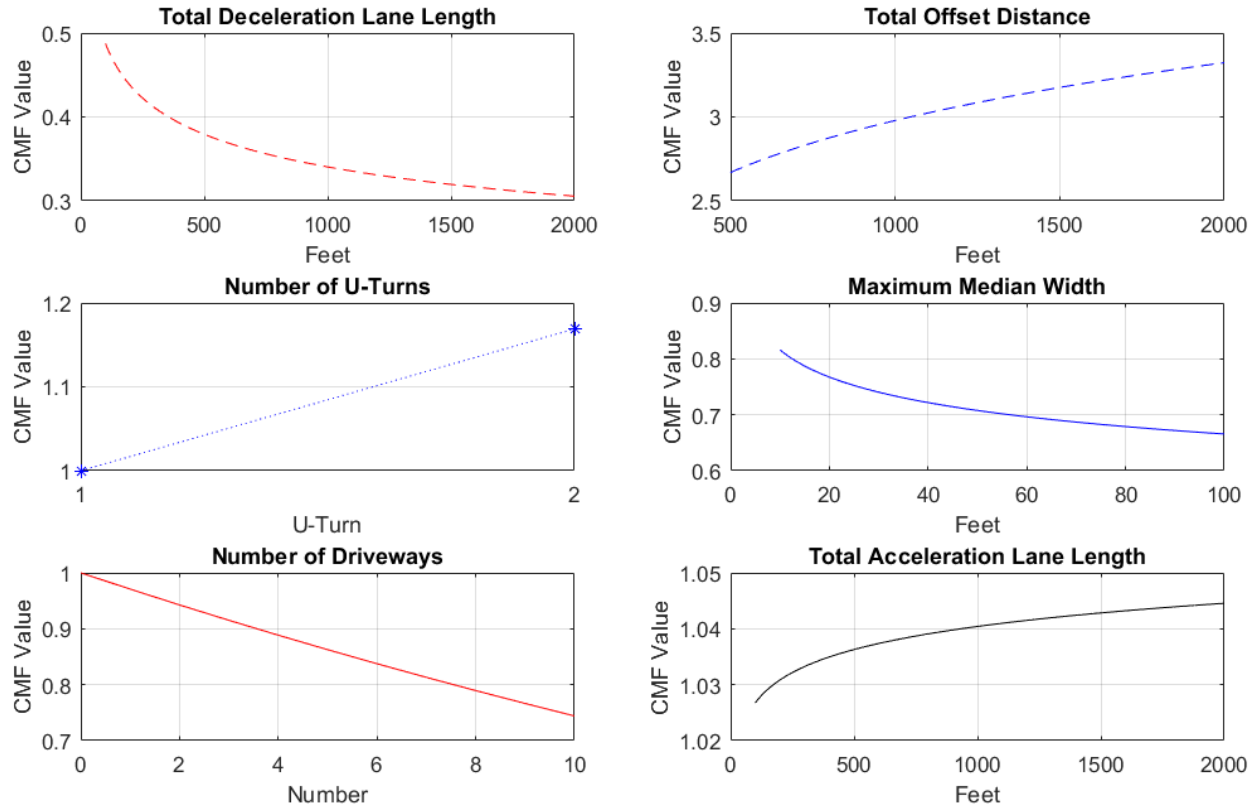 Total Deceleration Lane Length
0.5
0.4
0.3
CMF Value
0 500 1000 1500 2000
Feet
Total Offset Distance
3.5
3
2.5
CMF Value
500 1000 1500 2000
Feet
Number of U-Turns
1.2
1.1
1
CMF Value
1 2
U-Turn
Maximum Median Width
0.9
0.8
0.7
0.6
CMF Value
0 20 40 60 80 100
Feet
Number of Driveways
1
0.9
0.8
0.7
CMF Value
0 2 4 6 8 10
Number
Total Acceleration Lane Length
1.05
1.04
1.03
1.02
CMF Value
0 500 1000 1500 2000
Feet